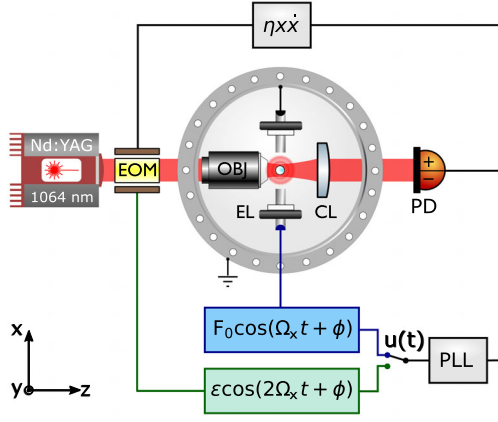 ηxẋ
Nd:YAG
1064 nm
EOM
OBJ
EL
CL
+
−
PD
F₀cos(Ωₓt+ϕ)
u(t)
PLL
εcos(2Ωₓt+ϕ)
x
y
z